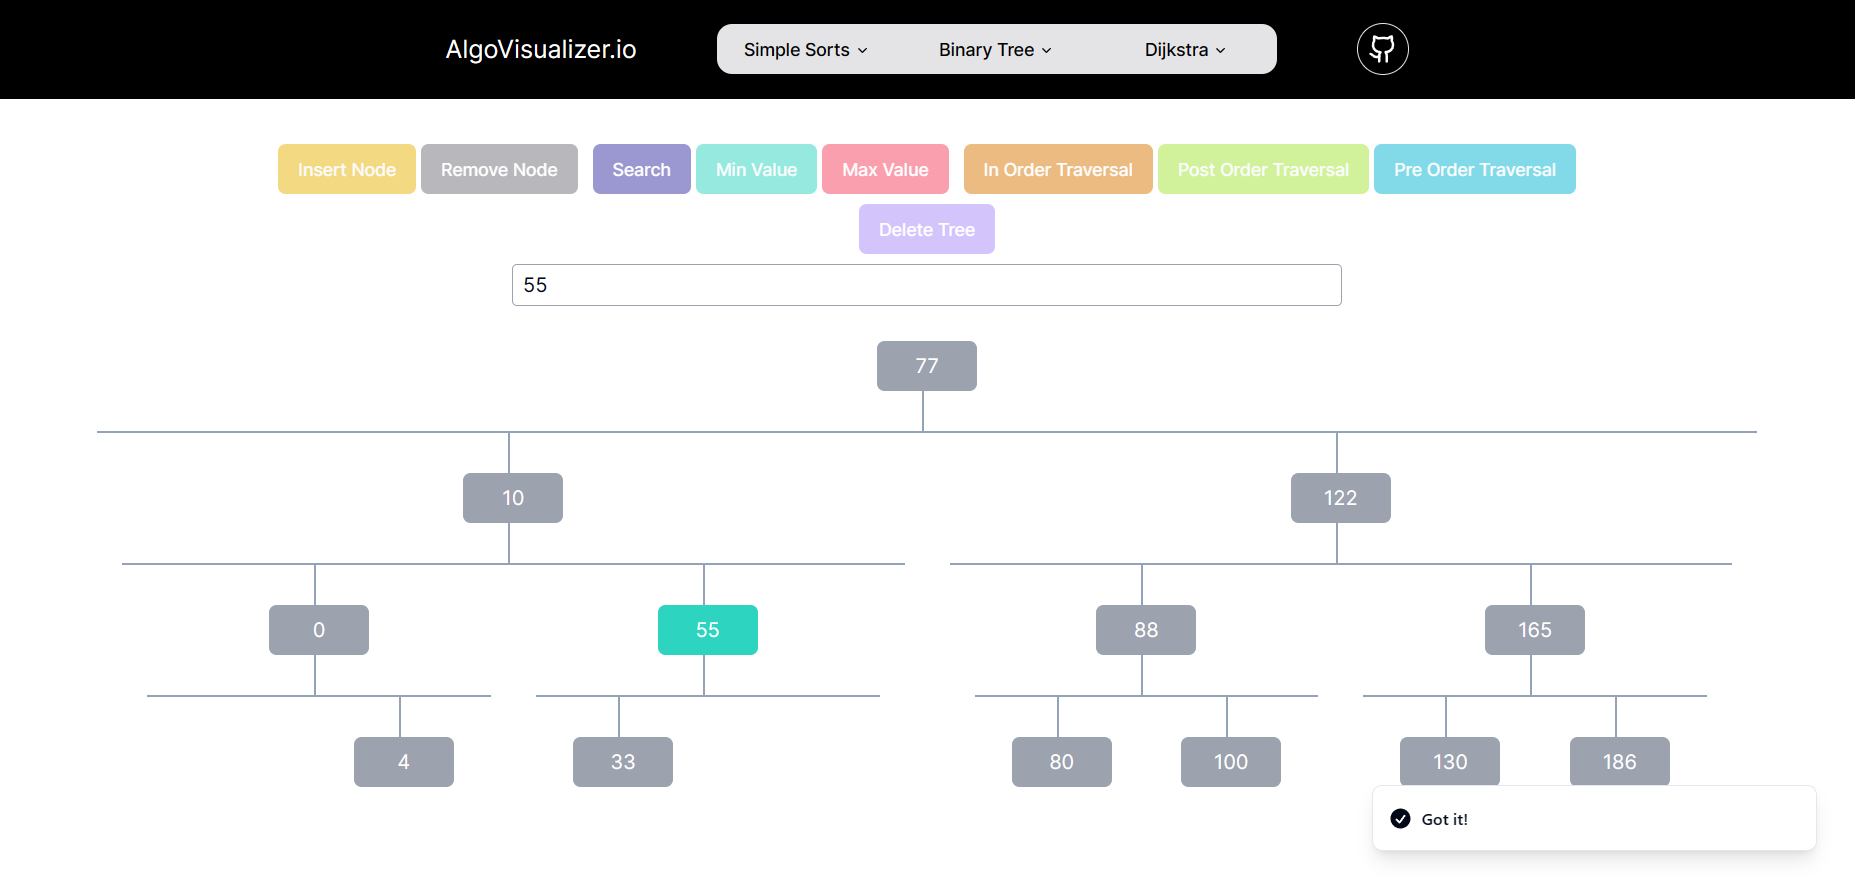 AlgoVisualizer.io
Simple Sorts Binary Tree Dijkstra
Insert Node Remove Node Search Min Value Max Value In Order Traversal Post Order Traversal Pre Order Traversal
Delete Tree
55
77
10 122
0 55 88 165
4 33 80 100 130 186
Got it!